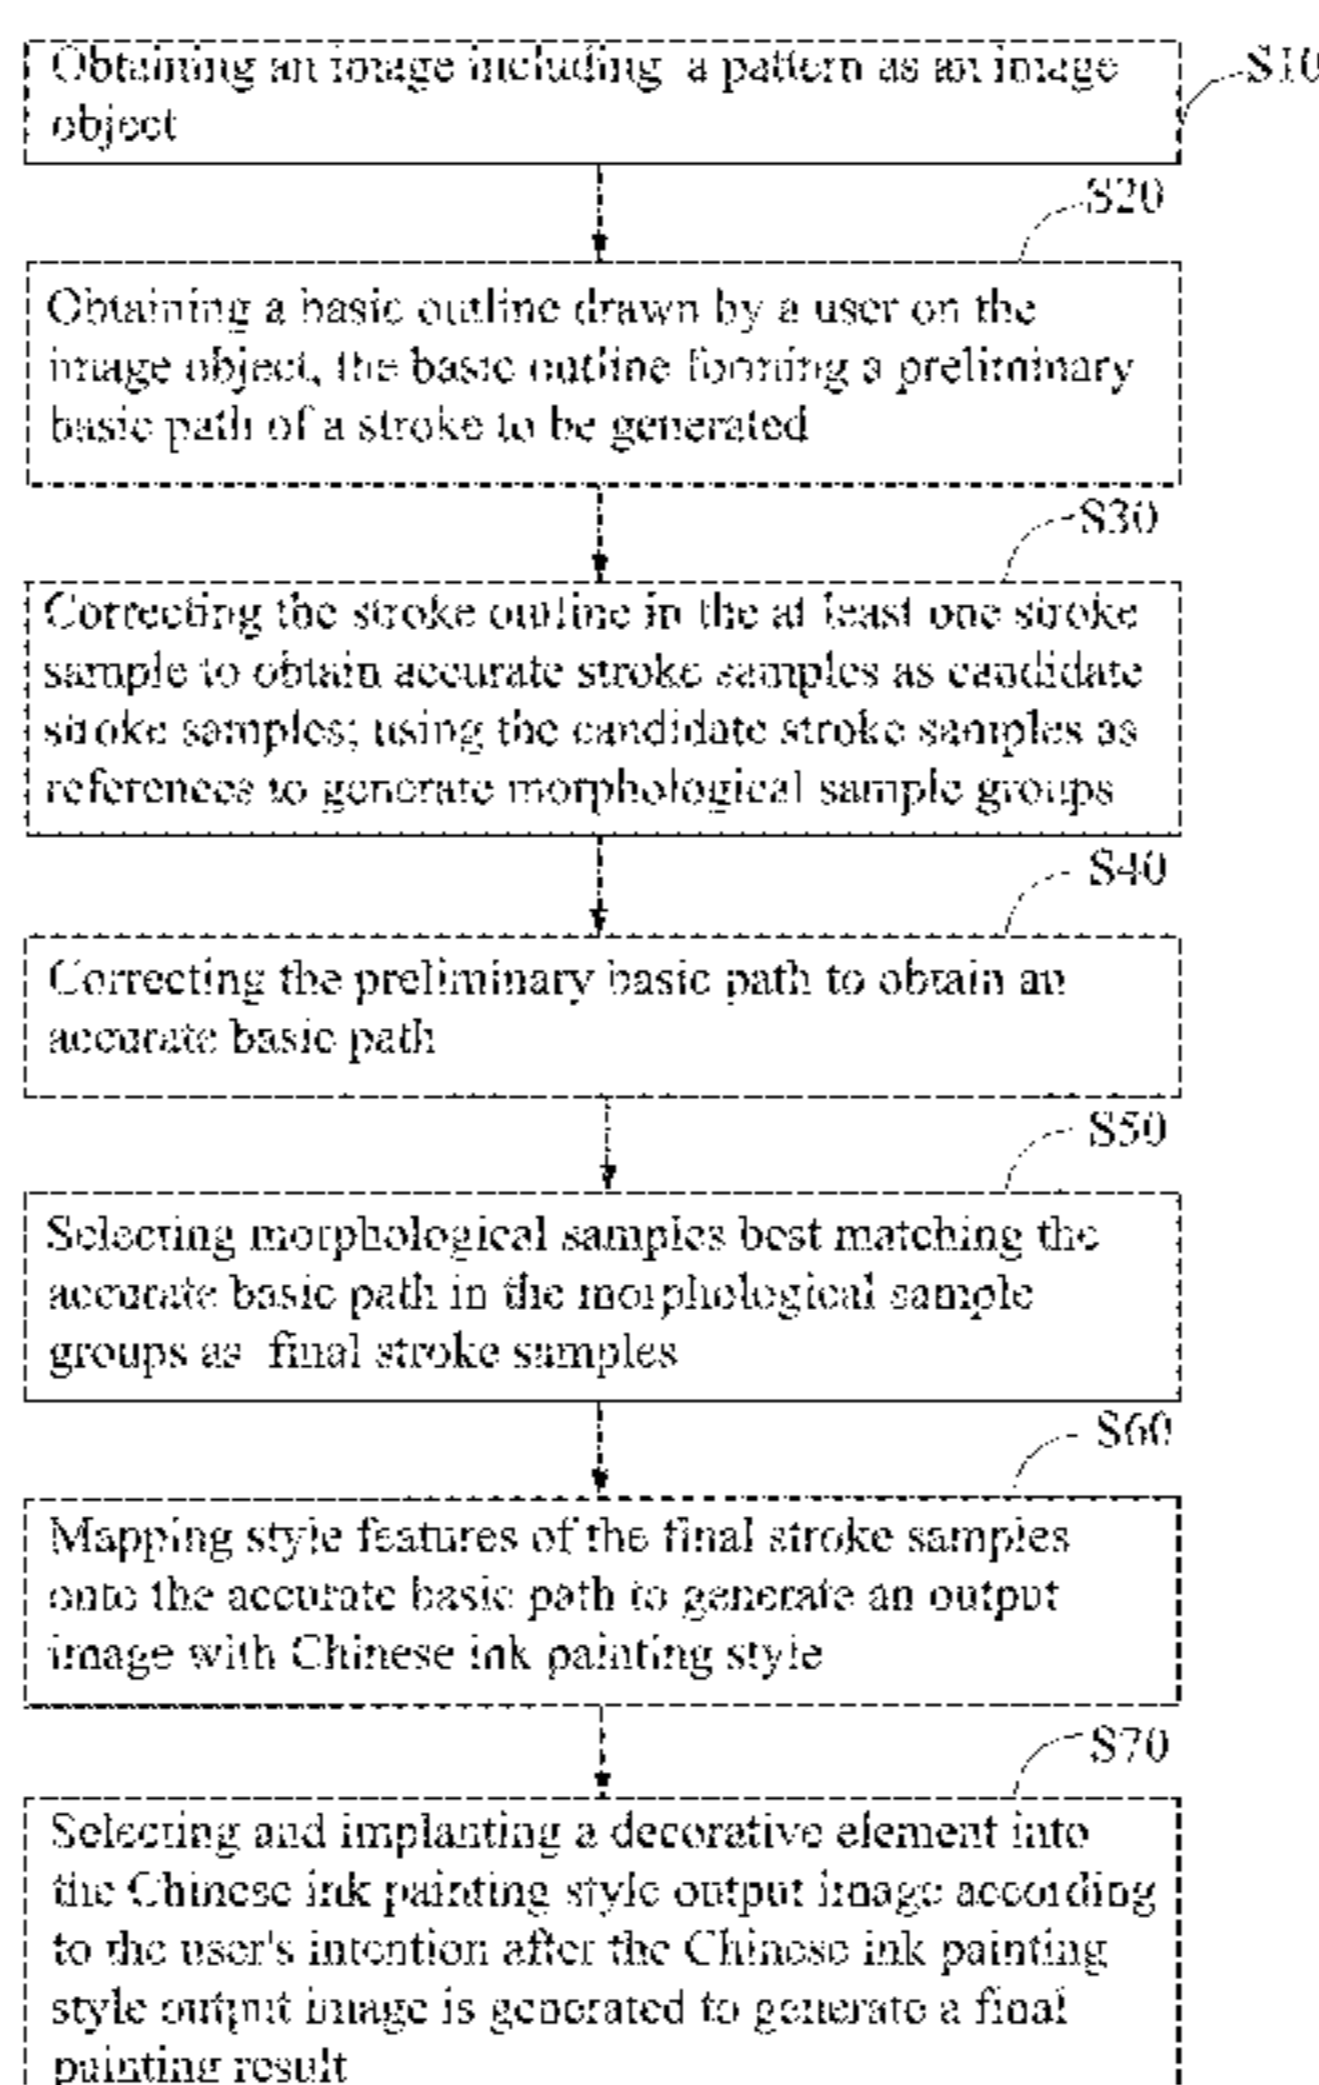 Obtaining an image including a pattern as an image
object
S10
S20
Obtaining a basic outline drawn by a user on the
image object, the basic outline forming a preliminary
basic path of a stroke to be generated
S30
Correcting the stroke outline in the at least one stroke
sample to obtain accurate stroke samples as candidate
stroke samples; using the candidate stroke samples as
references to generate morphological sample groups
S40
Correcting the preliminary basic path to obtain an
accurate basic path
S50
Selecting morphological samples best matching the
accurate basic path in the morphological sample
groups as final stroke samples
S60
Mapping style features of the final stroke samples
onto the accurate basic path to generate an output
image with Chinese ink painting style
S70
Selecting and implanting a decorative element into
the Chinese ink painting style output image according
to the user's intention after the Chinese ink painting
style output image is generated to generate a final
painting result